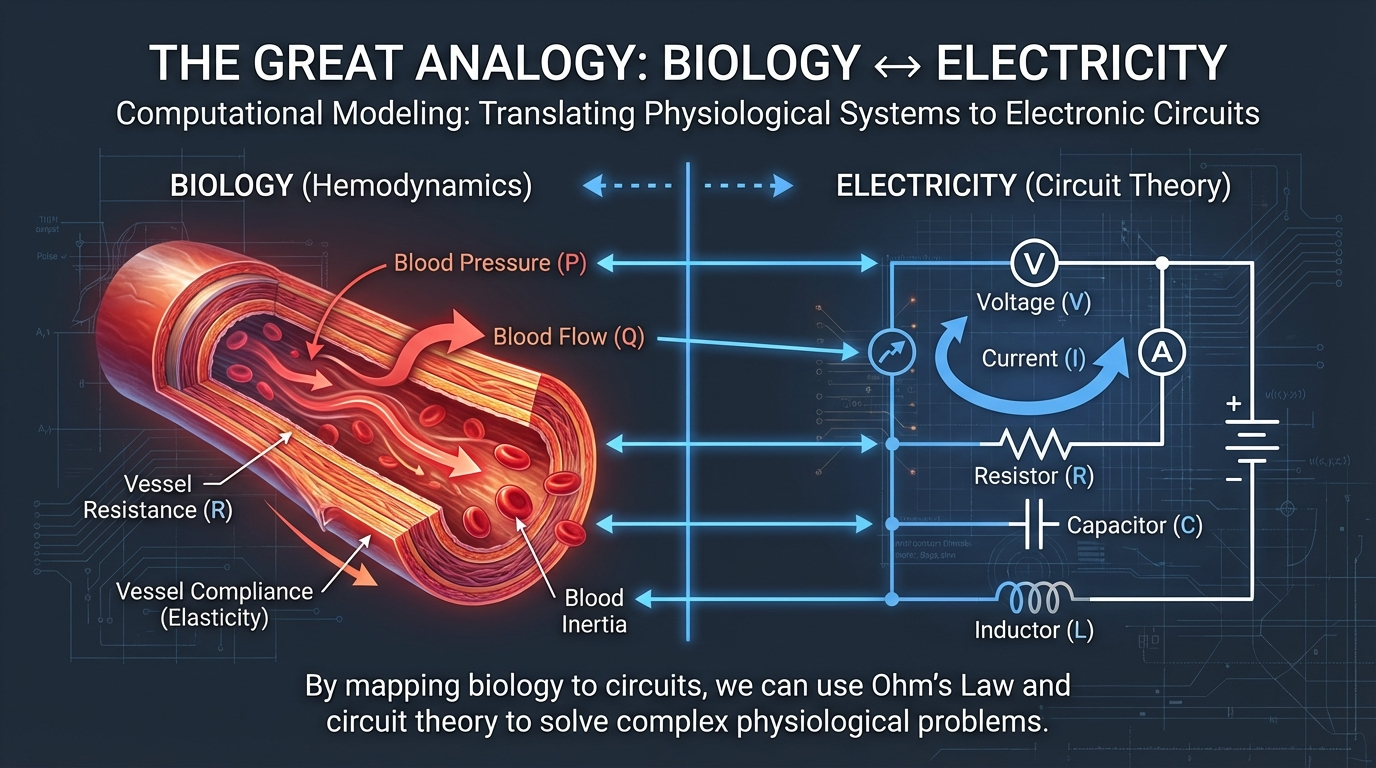 THE GREAT ANALOGY: BIOLOGY ↔ ELECTRICITY
Computational Modeling: Translating Physiological Systems to Electronic Circuits
BIOLOGY (Hemodynamics)
ELECTRICITY (Circuit Theory)
Blood Pressure (P)
Blood Flow (Q)
Vessel
Resistance (R)
Vessel Compliance
(Elasticity)
Blood
Inertia
V
Voltage (V)
Current (I)
A
+
−
Resistor (R)
Capacitor (C)
Inductor (L)
By mapping biology to circuits, we can use Ohm's Law and
circuit theory to solve complex physiological problems.